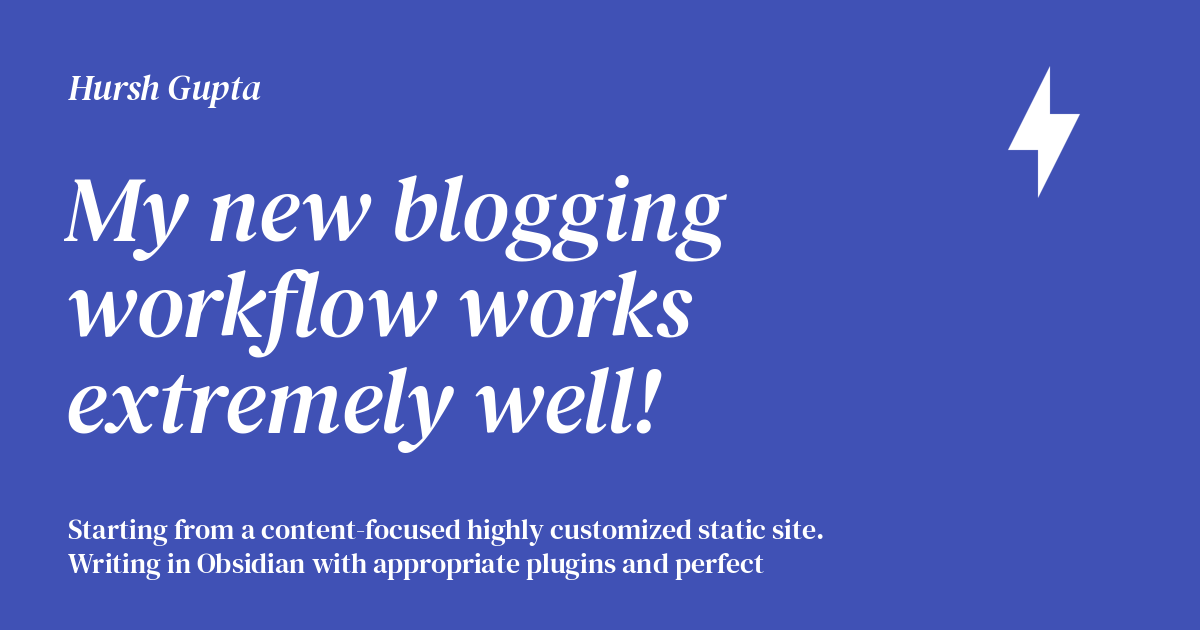 Hursh Gupta
My new blogging
workflow works
extremely well!
Starting from a content-focused highly customized static site.
Writing in Obsidian with appropriate plugins and perfect